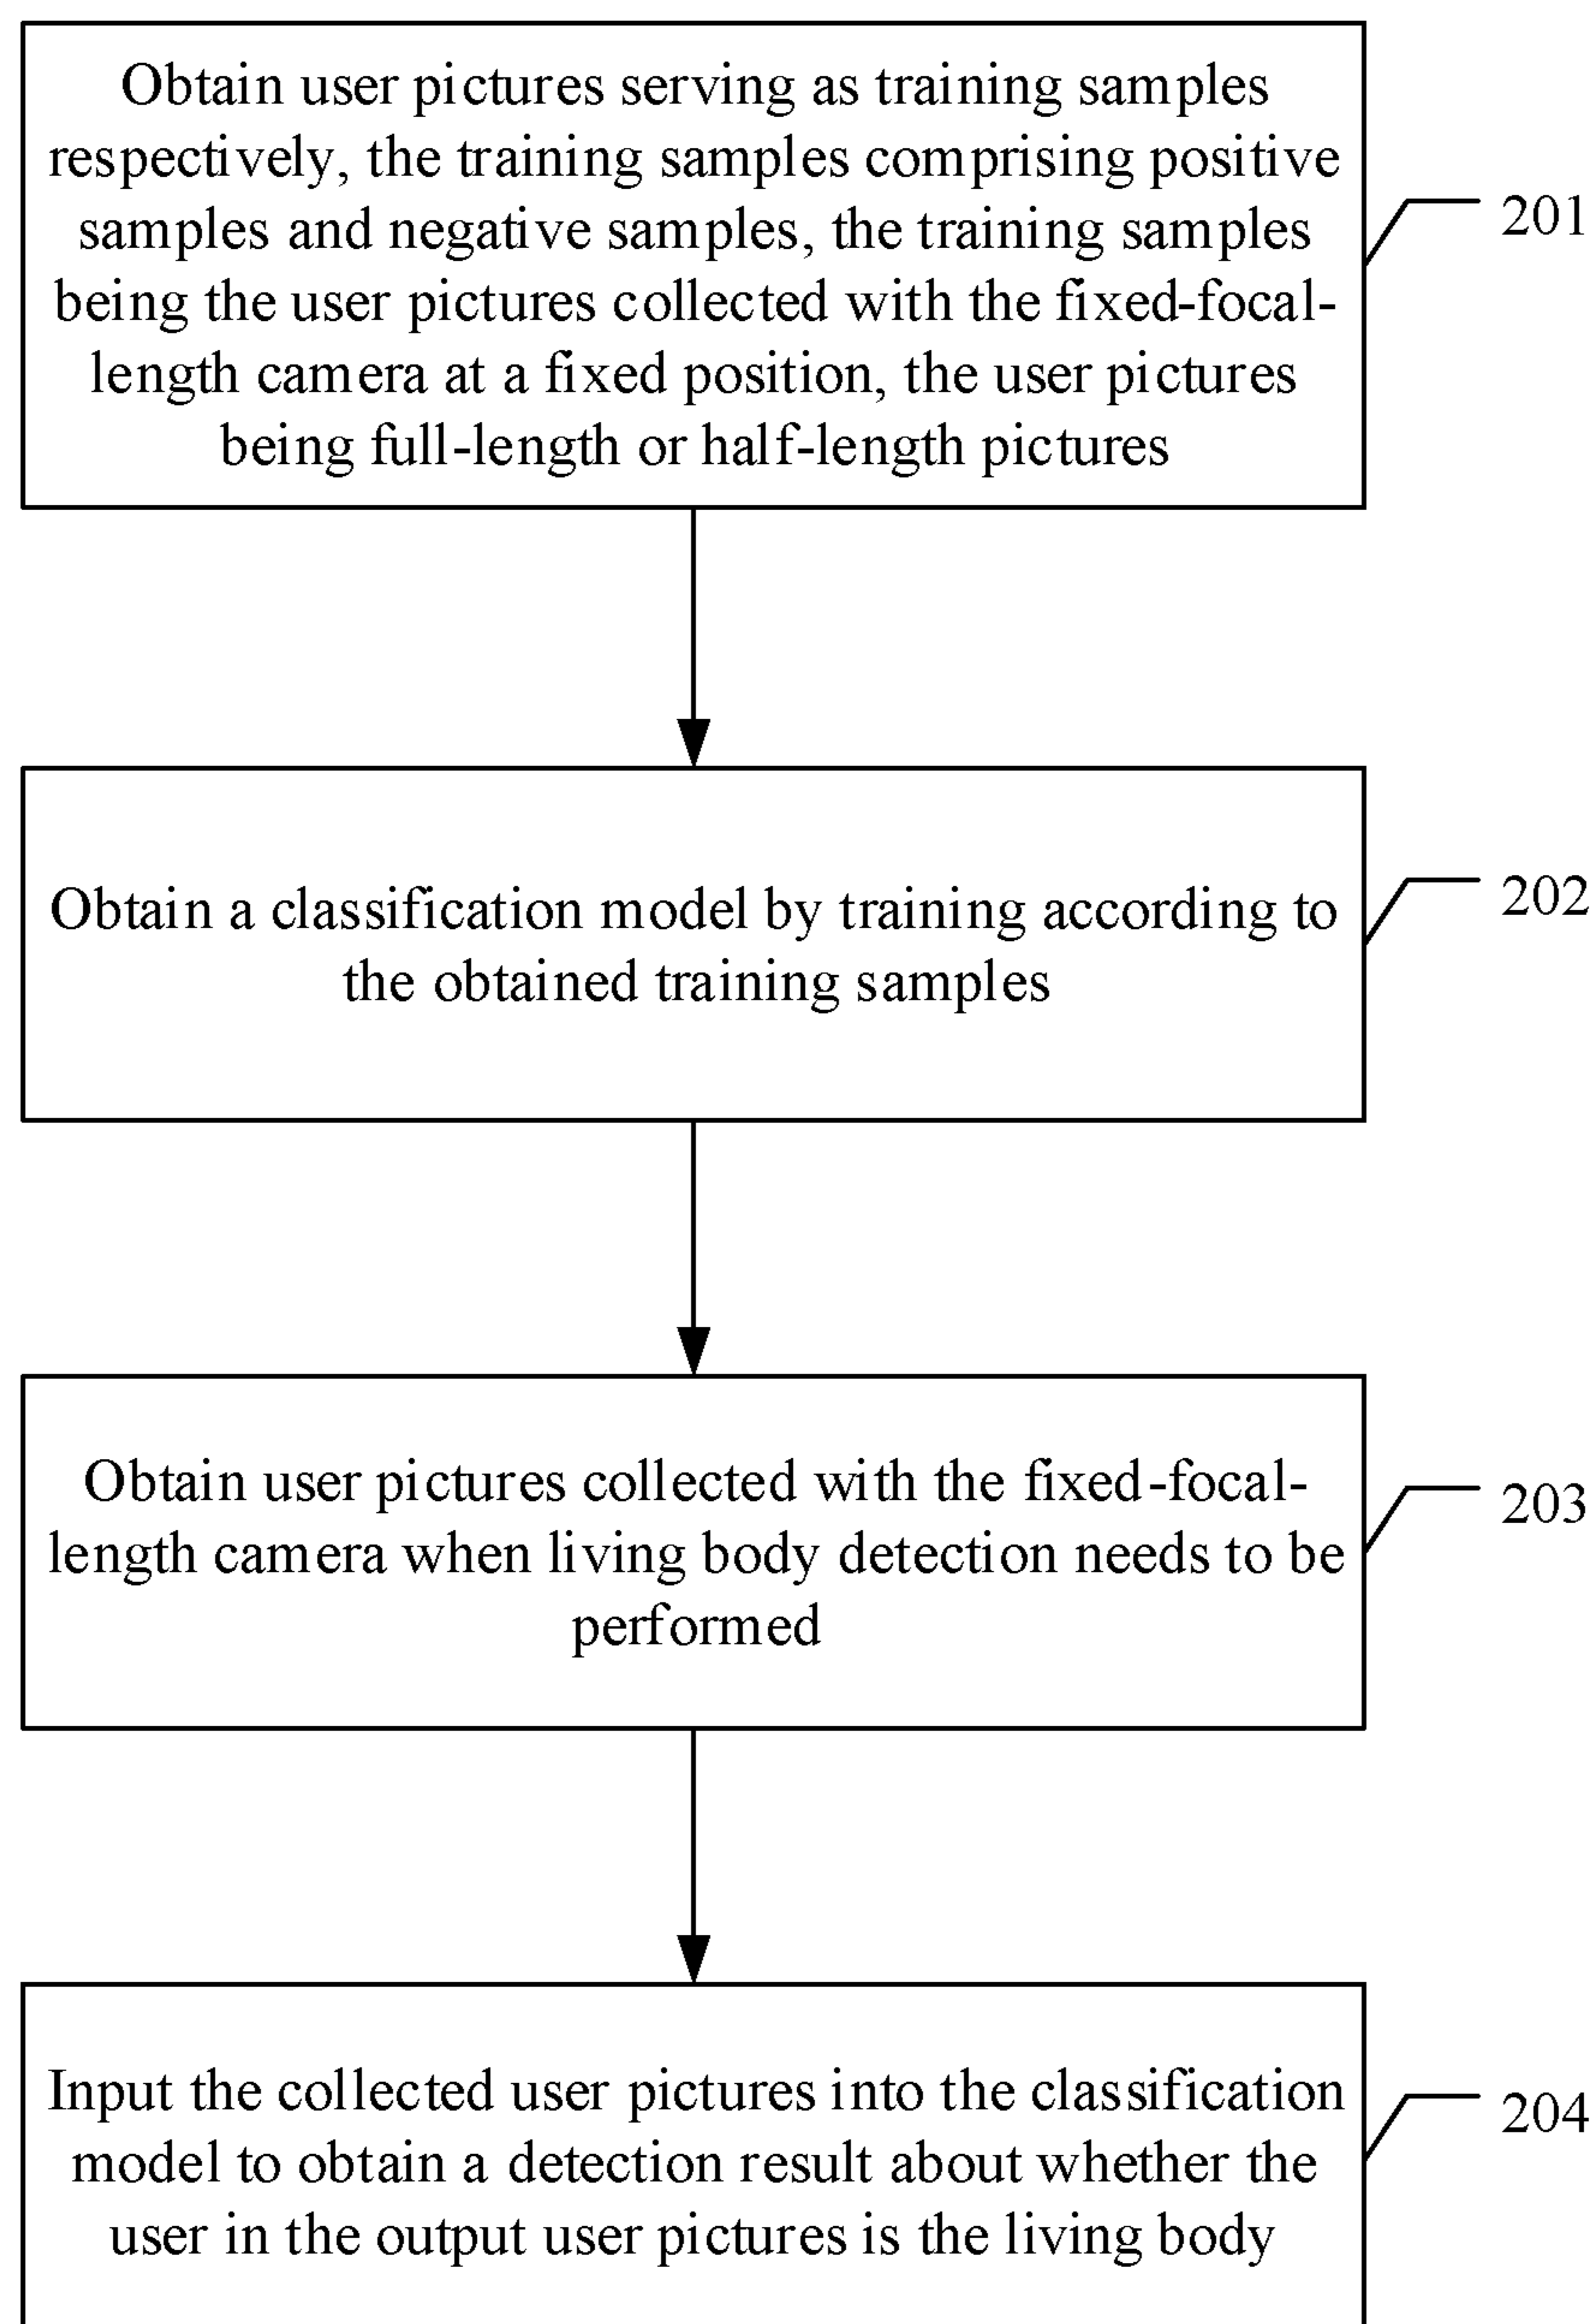 Obtain user pictures serving as training samples
respectively, the training samples comprising positive
samples and negative samples, the training samples
being the user pictures collected with the fixed-focal-
length camera at a fixed position, the user pictures
being full-length or half-length pictures
201
Obtain a classification model by training according to
the obtained training samples
202
Obtain user pictures collected with the fixed-focal-
length camera when living body detection needs to be
performed
203
Input the collected user pictures into the classification
model to obtain a detection result about whether the
user in the output user pictures is the living body
204